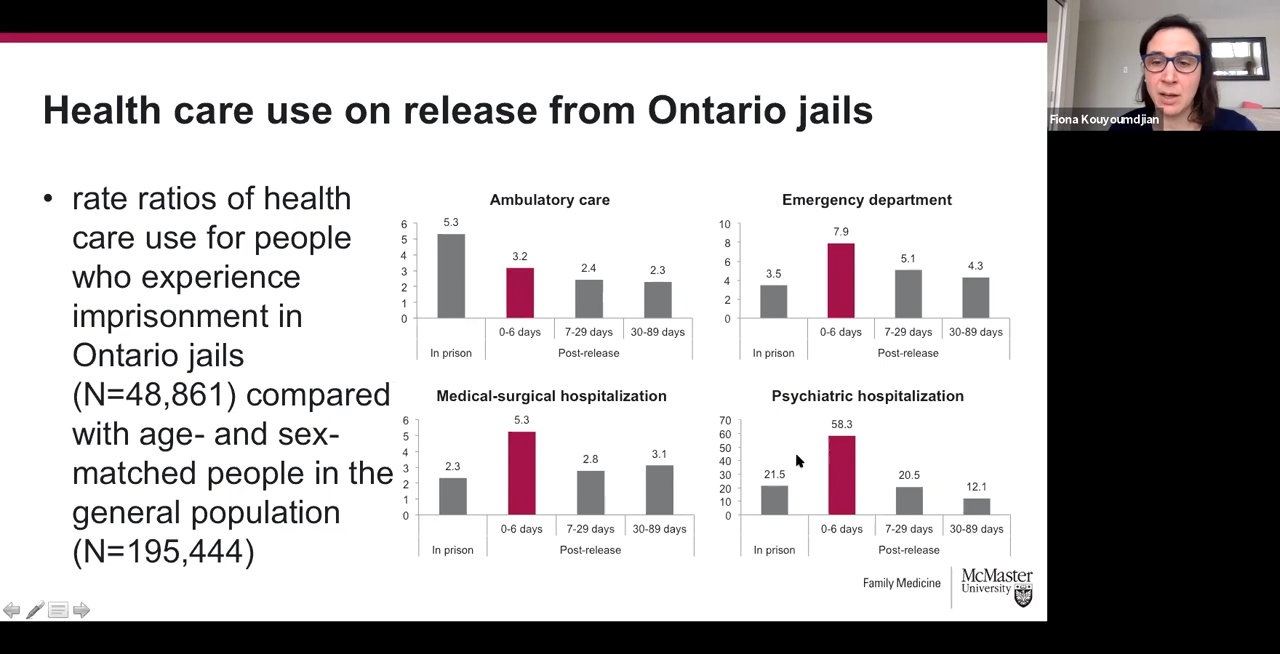 Health care use on release from Ontario jails
• rate ratios of health
care use for people
who experience
imprisonment in
Ontario jails
(N=48,861) compared
with age- and sex-
matched people in the
general population
(N=195,444)
Ambulatory care
6
5
4
3
2
1
0
5.3
3.2
2.4
2.3
0-6 days
7-29 days
30-89 days
In prison
Post-release
Emergency department
10
8
6
4
2
0
3.5
7.9
5.1
4.3
0-6 days
7-29 days
30-89 days
In prison
Post-release
Medical-surgical hospitalization
6
5
4
3
2
1
0
2.3
5.3
2.8
3.1
0-6 days
7-29 days
30-89 days
In prison
Post-release
Psychiatric hospitalization
70
60
50
40
30
20
10
0
21.5
58.3
20.5
12.1
0-6 days
7-29 days
30-89 days
In prison
Post-release
Family Medicine
McMaster
University
Fiona Kouyoumdjian